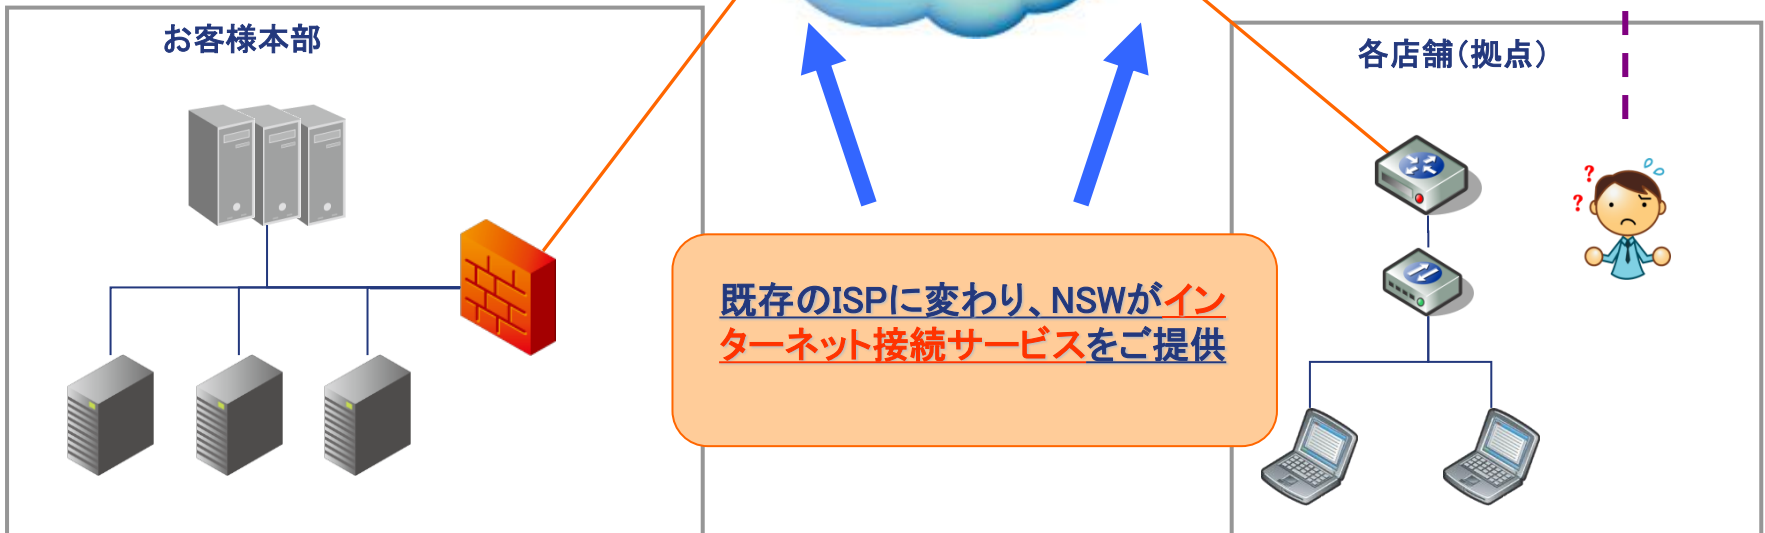 お客様本部
各店舗（拠点）
? 
?
既存のISPに変わり、NSWがイン
ターネット接続サービスをご提供